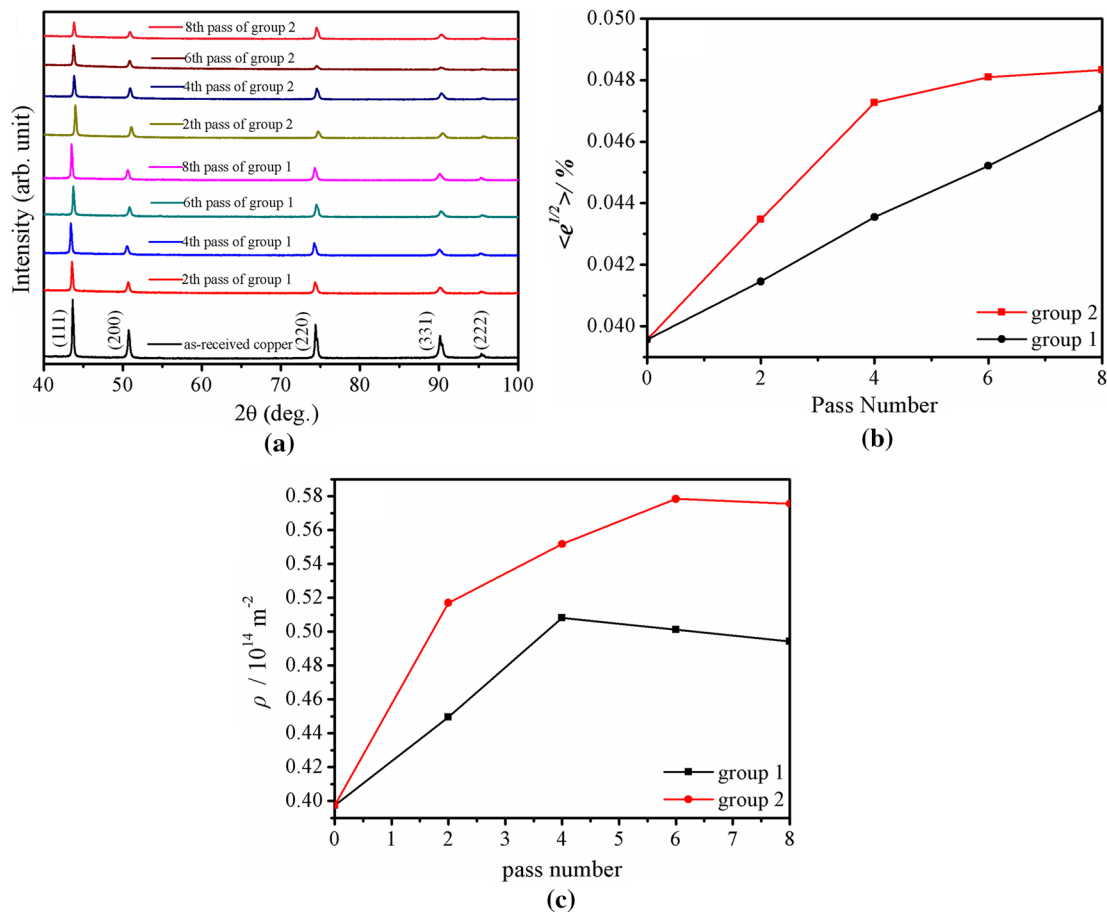 Intensity (arb. unit)
8th pass of group 2
6th pass of group 2
4th pass of group 2
2th pass of group 2
8th pass of group 1
6th pass of group 1
4th pass of group 1
2th pass of group 1
as-received copper
(111)
(200)
(220)
(331)
(222)
40 50 60 70 80 90 100
2θ (deg.)
(a)
<e^{1/2}>/%
0.050
0.048
0.046
0.044
0.042
0.040
group 2
group 1
0 2 4 6 8
Pass Number
(b)
ρ / 10^{14} m^{-2}
0.58
0.56
0.54
0.52
0.50
0.48
0.46
0.44
0.42
0.40
group 1
group 2
0 1 2 3 4 5 6 7 8
pass number
(c)